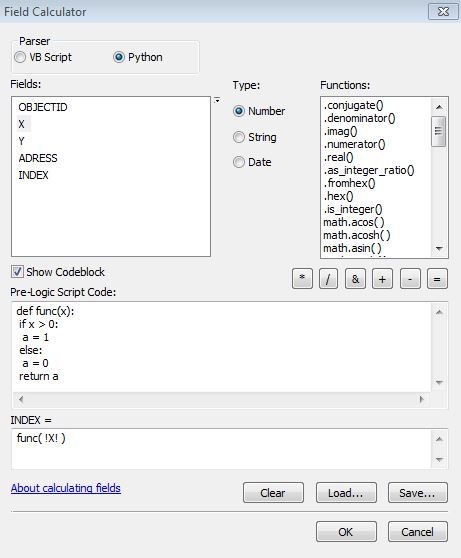 Field Calculator
Parser
VB Script
Python
Fields:
Type:
Functions:
OBJECTID
X
Y
ADRESS
INDEX
Number
String
Date
.conjugate()
.denominator()
.imag()
.numerator()
.real()
.as_integer_ratio()
.fromhex()
.hex()
.is_integer()
math.acos( )
math.acosh( )
math.asin( )
Show Codeblock
* / & + - =
Pre-Logic Script Code:
def func(x):
 if x > 0:
  a = 1
 else:
  a = 0
 return a
INDEX =
func( !X! )
About calculating fields
Clear
Load...
Save...
OK
Cancel